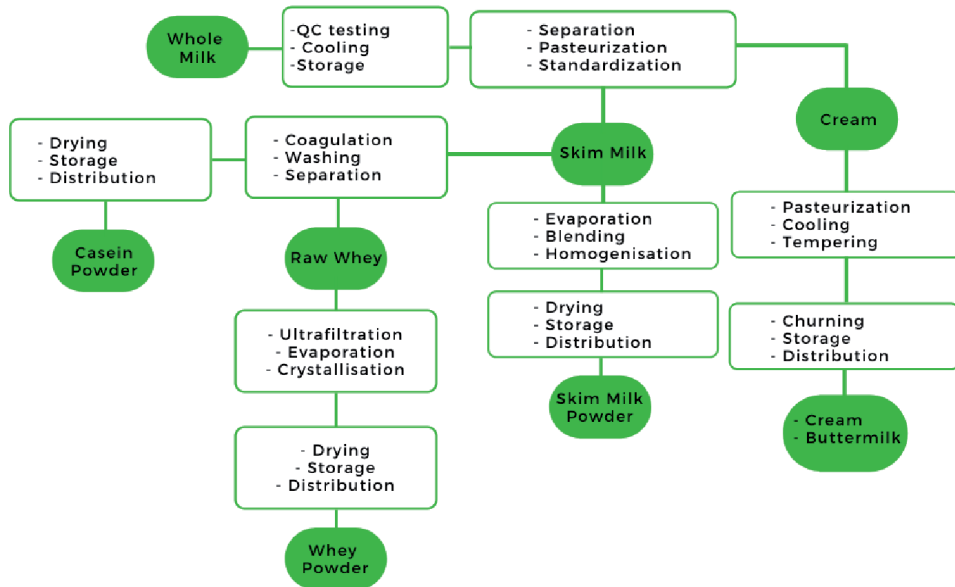 Whole
Milk
-QC testing
- Cooling
-Storage
- Separation
- Pasteurization
- Standardization
Cream
- Drying
- Storage
- Distribution
- Coagulation
- Washing
- Separation
Skim Milk
- Pasteurization
- Cooling
- Tempering
- Evaporation
- Blending
- Homogenisation
Casein
Powder
Raw Whey
- Ultrafiltration
- Evaporation
- Crystallisation
- Drying
- Storage
- Distribution
- Churning
- Storage
- Distribution
Skim Milk
Powder
- Cream
- Buttermilk
- Drying
- Storage
- Distribution
Whey
Powder